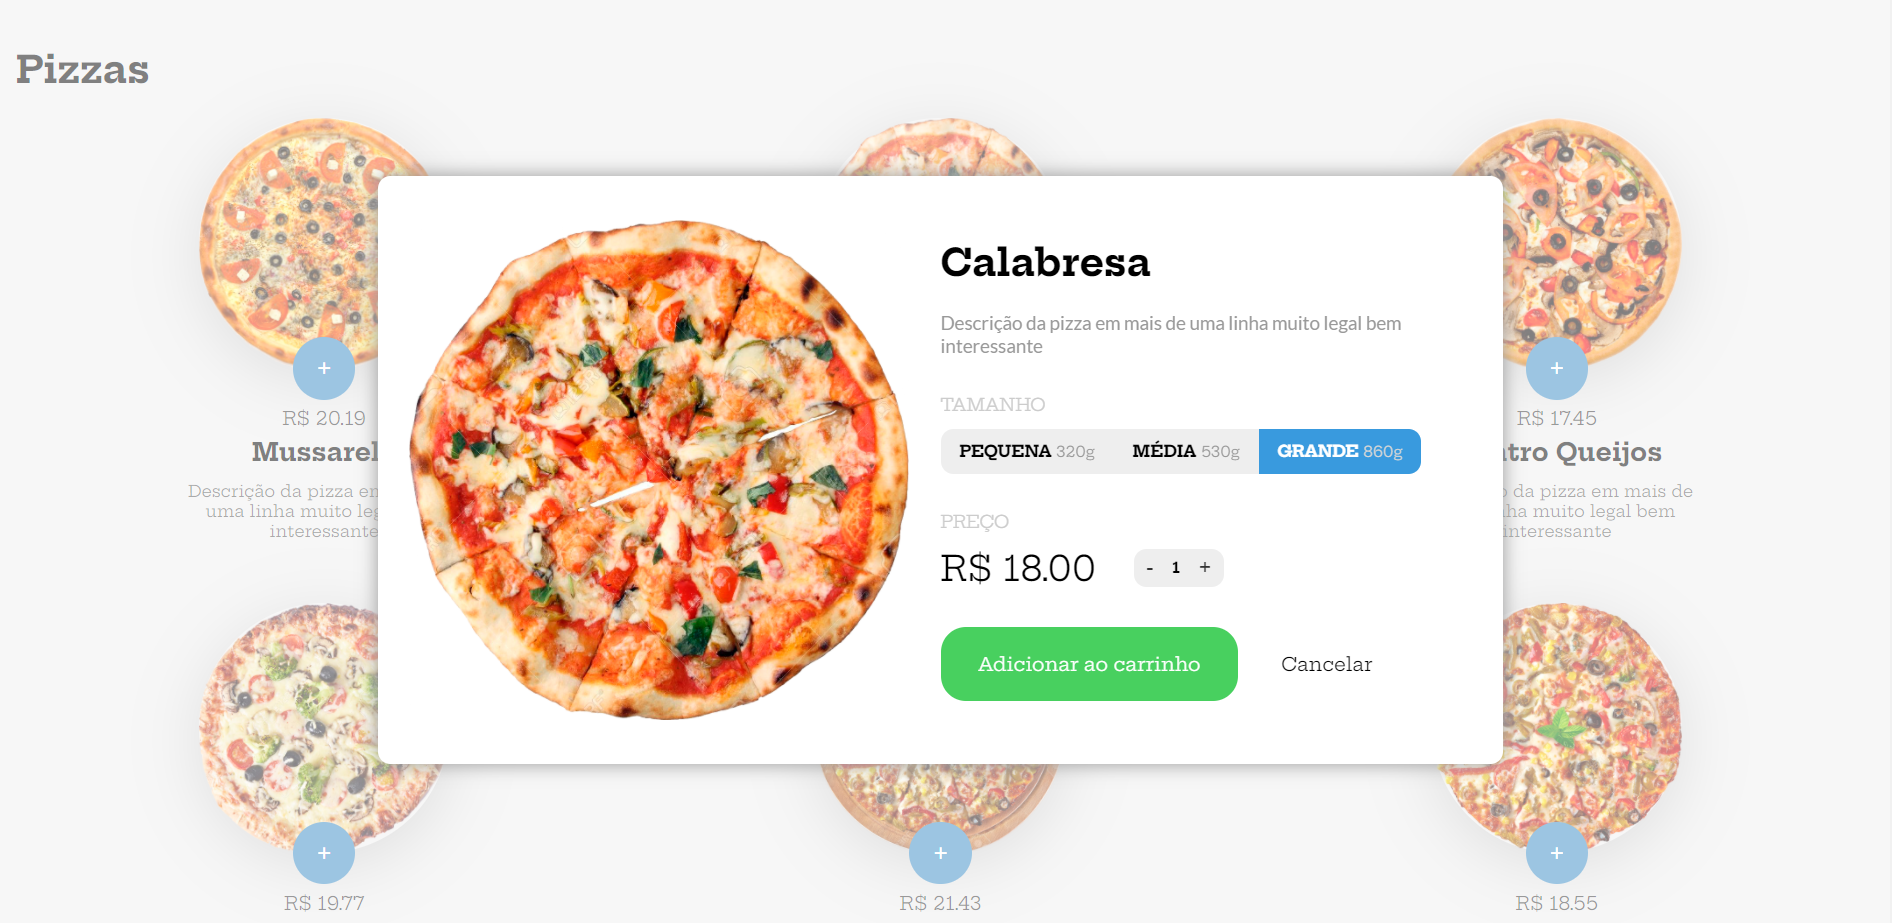 Pizzas
+
R$ 20.19
Mussarel
Descrição da pizza en
uma linha muito leg
interessante
Calabresa
Descrição da pizza em mais de uma linha muito legal bem
interessante
TAMANHO
PEQUENA 320g MÉDIA 530g GRANDE 860g
PREÇO
R$ 18.00 - 1 +
Adicionar ao carrinho Cancelar
+
R$ 17.45
tro Queijos
da pizza em mais de
ha muito legal bem
interessante
+
R$ 19.77
+
R$ 21.43
+
R$ 18.55